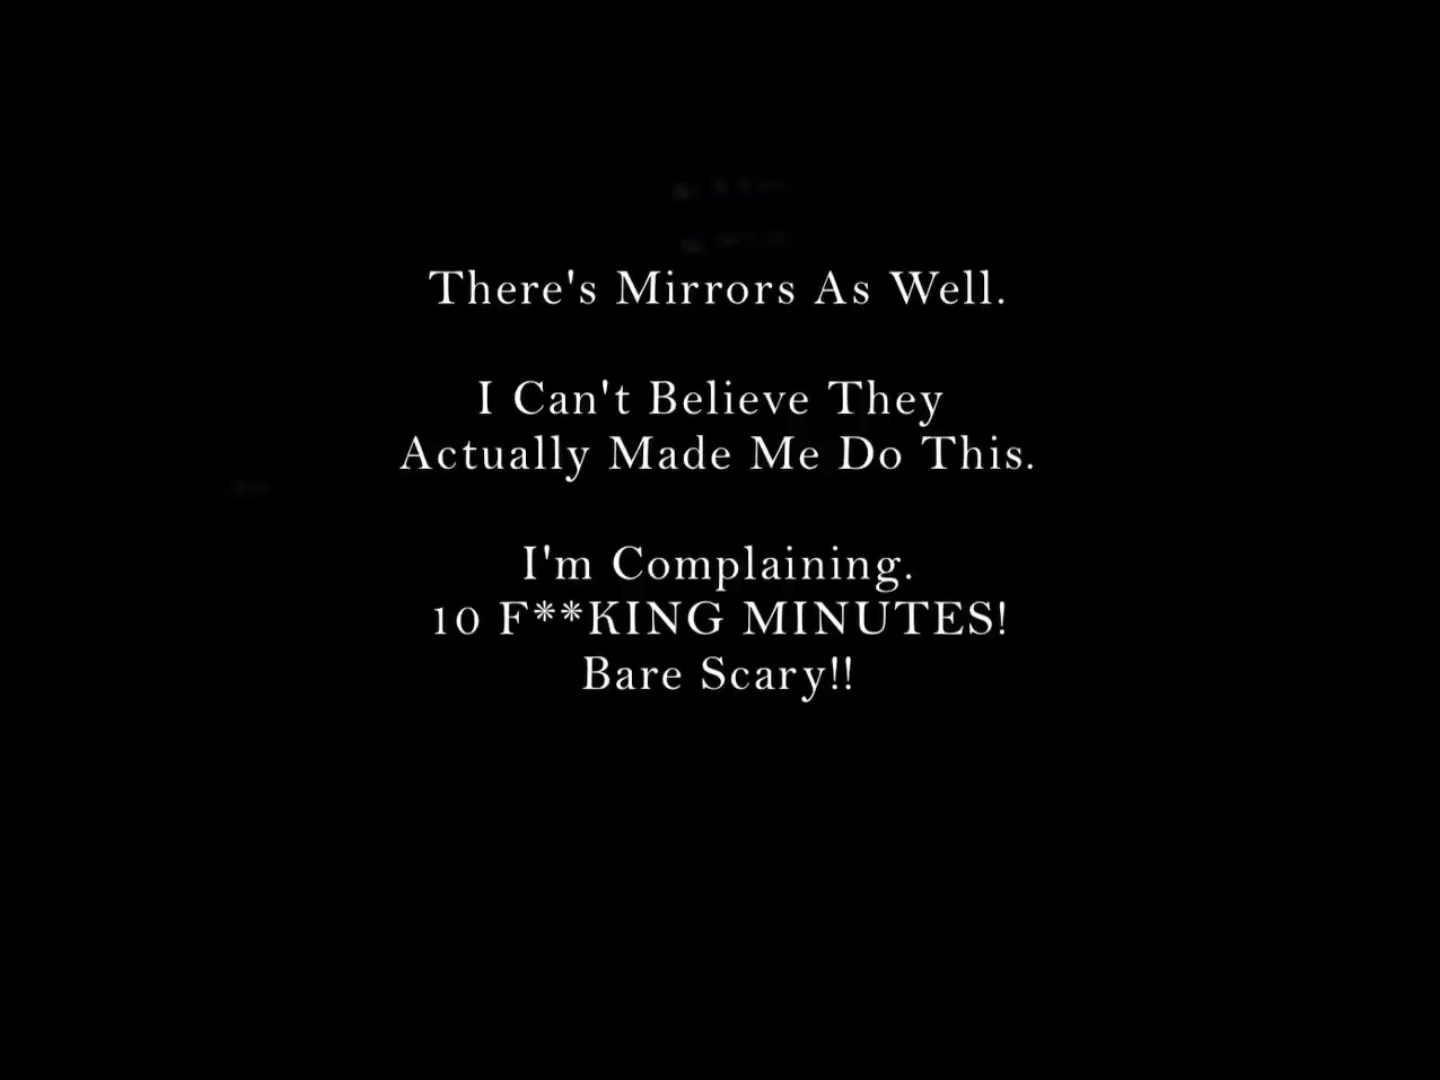 There's Mirrors As Well.
I Can't Believe They
Actually Made Me Do This.
I'm Complaining.
10 F**KING MINUTES!
Bare Scary!!